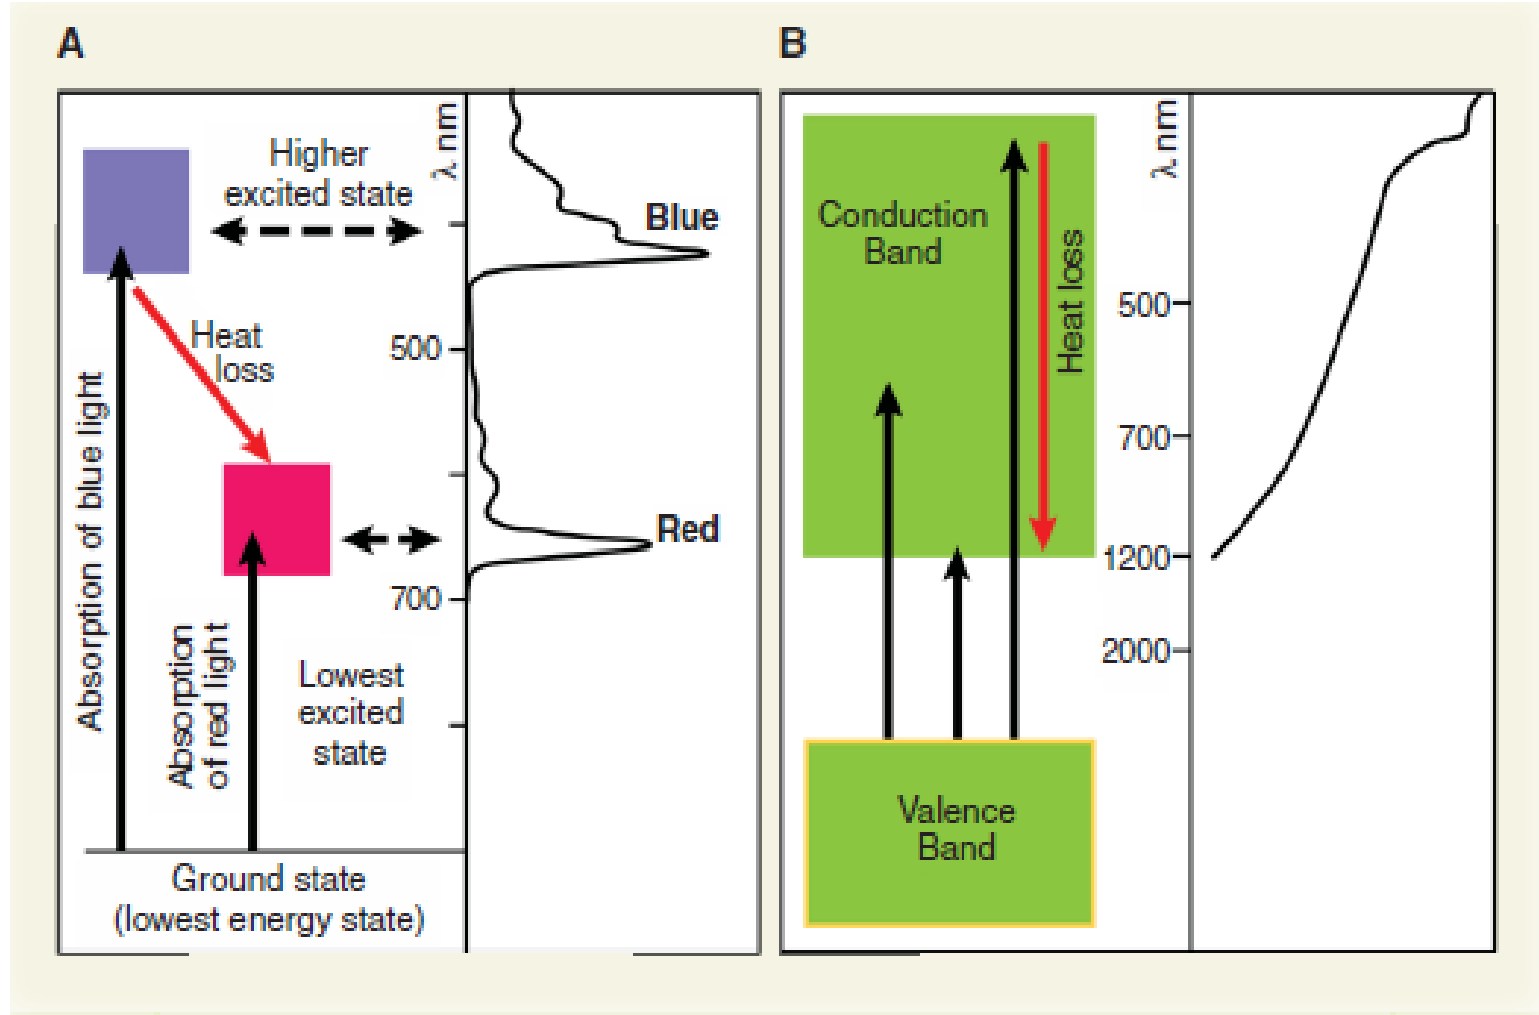 A
B
λ nm
Higher
excited state
Blue
Heat
loss
500
Absorption of blue light
Red
700
Absorption
of red light
Lowest
excited
state
Ground state
(lowest energy state)
λ nm
Conduction
Band
Heat loss
500
700
1200
2000
Valence
Band